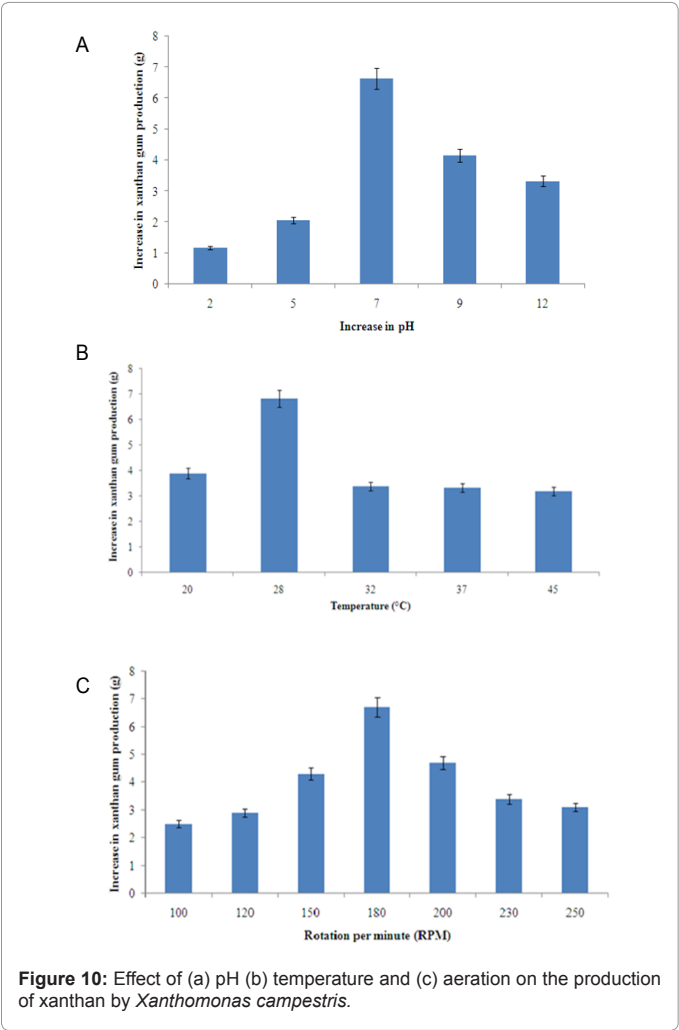 A
Increase in xanthan gum production (g)
8
7
6
5
4
3
2
1
0
2 5 7 9 12
Increase in pH
B
Increase in xanthan gum production (g)
8
7
6
5
4
3
2
1
0
20 28 32 37 45
Temperature (°C)
C
Increase in xanthan gum production (g)
8
7
6
5
4
3
2
1
0
100 120 150 180 200 230 250
Rotation per minute (RPM)
Figure 10: Effect of (a) pH (b) temperature and (c) aeration on the production
of xanthan by Xanthomonas campestris.